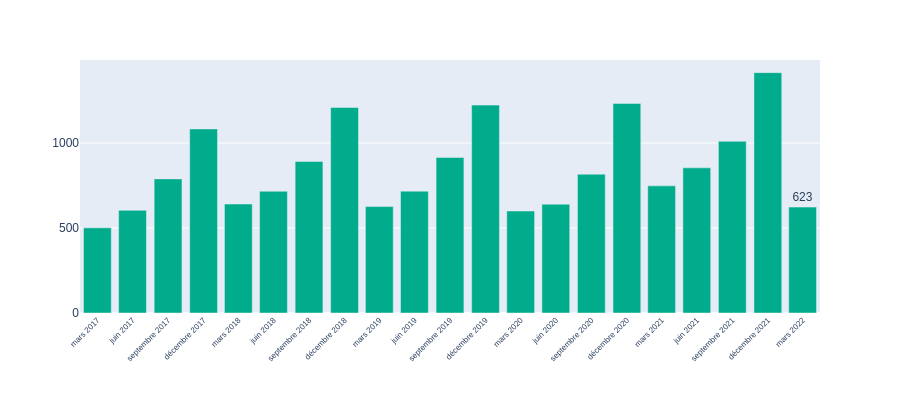 1000
500
0
623
mars 2017
juin 2017
septembre 2017
décembre 2017
mars 2018
juin 2018
septembre 2018
décembre 2018
mars 2019
juin 2019
septembre 2019
décembre 2019
mars 2020
juin 2020
septembre 2020
décembre 2020
mars 2021
juin 2021
septembre 2021
décembre 2021
mars 2022